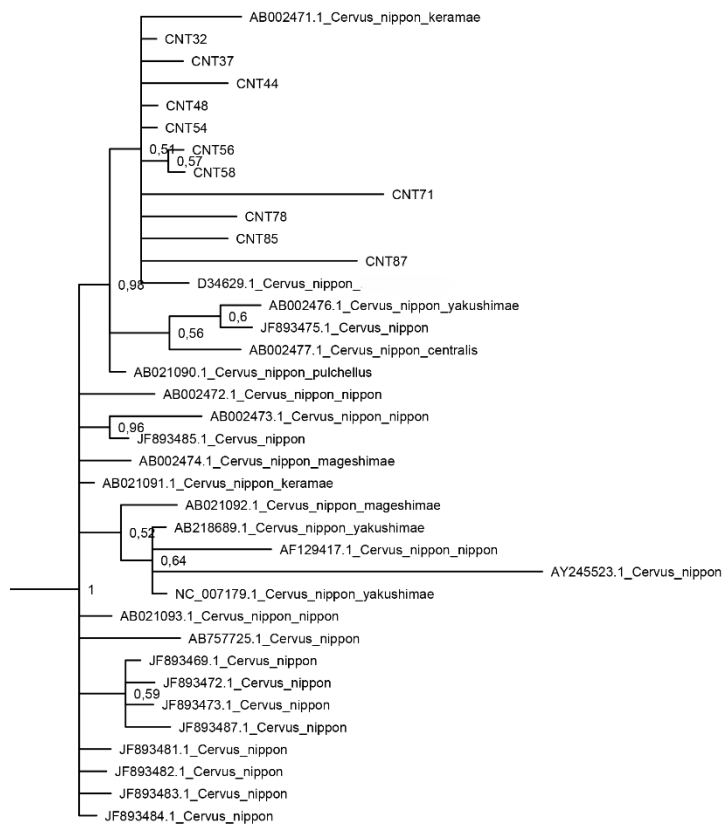 AB002471.1_Cervus_nippon_keramae
CNT32
CNT37
CNT44
CNT48
CNT54
0,51
CNT56
0,57
CNT58
CNT71
CNT78
CNT85
CNT87
0,98
D34629.1_Cervus_nippon_
AB002476.1_Cervus_nippon_yakushimae
0,6
JF893475.1_Cervus_nippon
0,56
AB002477.1_Cervus_nippon_centralis
AB021090.1_Cervus_nippon_pulchellus
AB002472.1_Cervus_nippon_nippon
AB002473.1_Cervus_nippon_nippon
0,96
JF893485.1_Cervus_nippon
AB002474.1_Cervus_nippon_mageshimae
AB021091.1_Cervus_nippon_keramae
AB021092.1_Cervus_nippon_mageshimae
0,52
AB218689.1_Cervus_nippon_yakushimae
AF129417.1_Cervus_nippon_nippon
0,64
AY245523.1_Cervus_nippon
1
NC_007179.1_Cervus_nippon_yakushimae
AB021093.1_Cervus_nippon_nippon
AB757725.1_Cervus_nippon
JF893469.1_Cervus_nippon
JF893472.1_Cervus_nippon
0,59
JF893473.1_Cervus_nippon
JF893487.1_Cervus_nippon
JF893481.1_Cervus_nippon
JF893482.1_Cervus_nippon
JF893483.1_Cervus_nippon
JF893484.1_Cervus_nippon